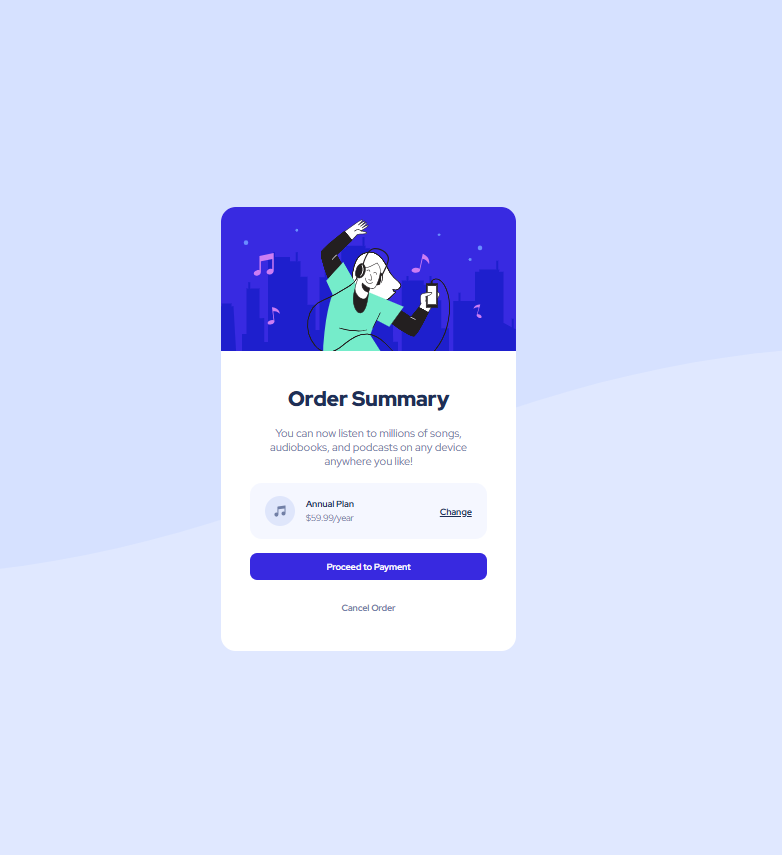 Order Summary
You can now listen to millions of songs,
audiobooks, and podcasts on any device
anywhere you like!
Annual Plan
$59.99/year
Change
Proceed to Payment
Cancel Order